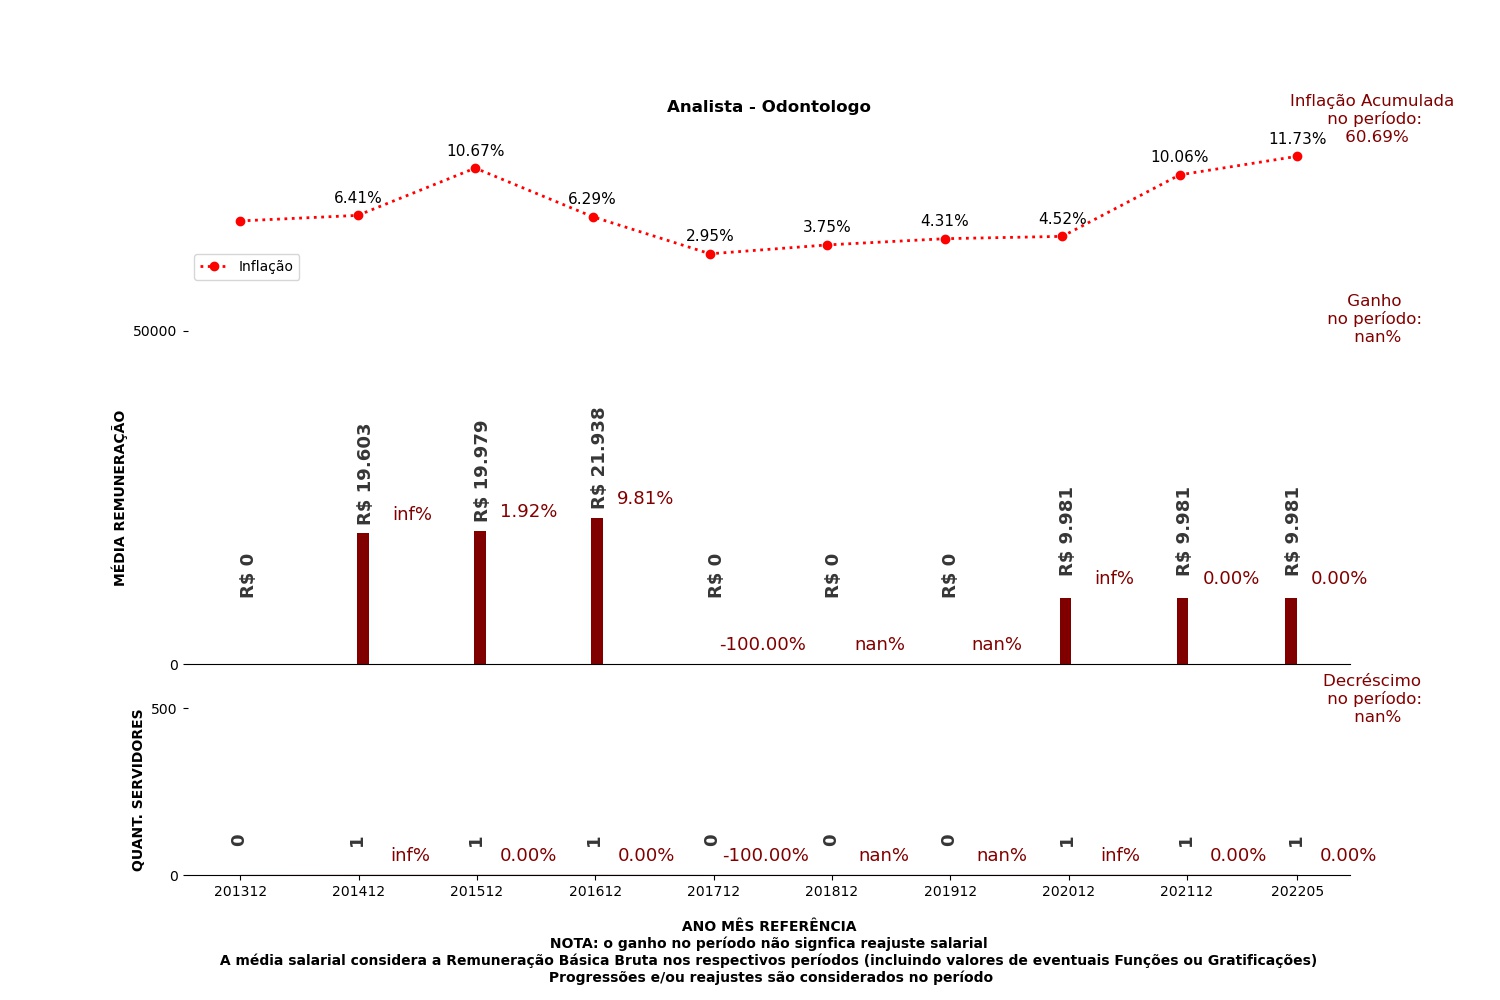 Analista - Odontologo
Inflação Acumulada
no período:
60.69%
6.41%
10.67%
6.29%
2.95%
3.75%
4.31%
4.52%
10.06%
11.73%
Inflação
Ganho
no período:
nan%
50000
0
MÉDIA REMUNERAÇÃO
R$ 0
R$ 19.603
R$ 19.979
R$ 21.938
R$ 0
R$ 0
R$ 0
R$ 9.981
R$ 9.981
R$ 9.981
inf%
1.92%
9.81%
-100.00%
nan%
nan%
inf%
0.00%
0.00%
Decréscimo
no período:
nan%
500
0
QUANT. SERVIDORES
0
1
1
1
0
0
0
1
1
1
inf%
0.00%
0.00%
-100.00%
nan%
nan%
inf%
0.00%
0.00%
201312
201412
201512
201612
201712
201812
201912
202012
202112
202205
ANO MÊS REFERÊNCIA
NOTA: o ganho no período não signfica reajuste salarial
A média salarial considera a Remuneração Básica Bruta nos respectivos períodos (incluindo valores de eventuais Funções ou Gratificações)
Progressões e/ou reajustes são considerados no período